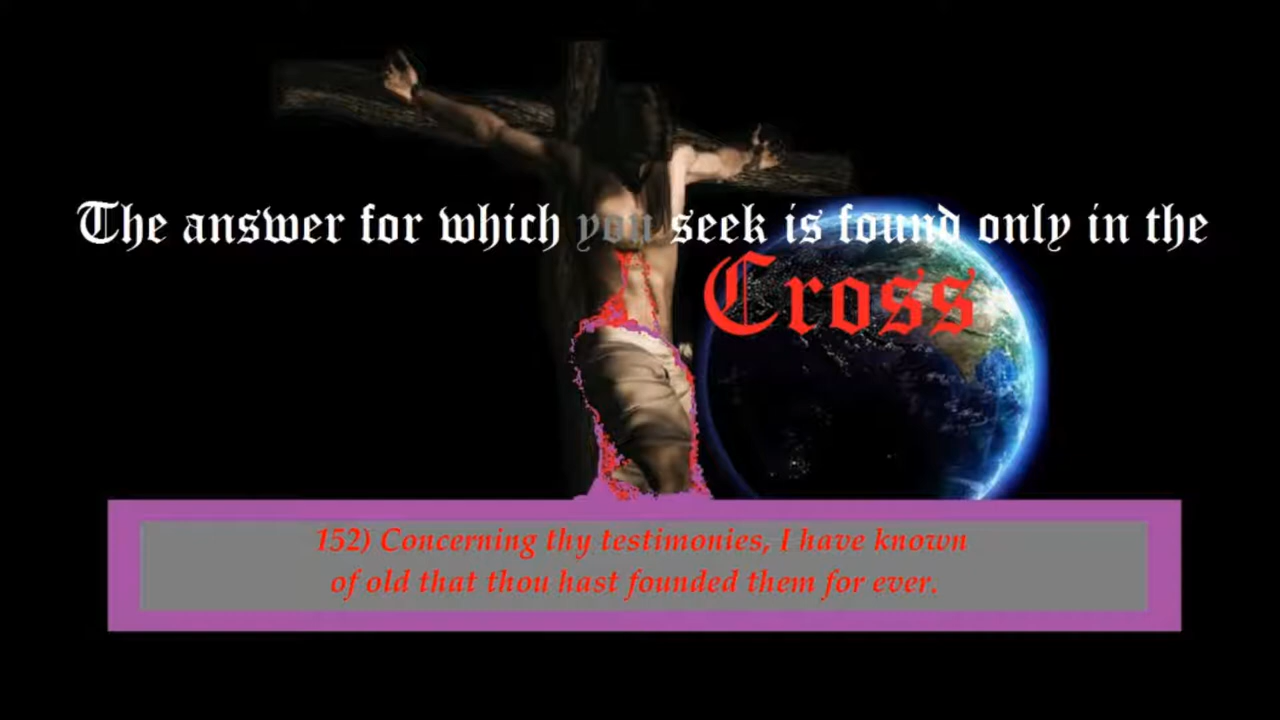 The answer for which you seek is found only in the
Cross
152) Concerning thy testimonies, I have known
of old that thou hast founded them for ever.